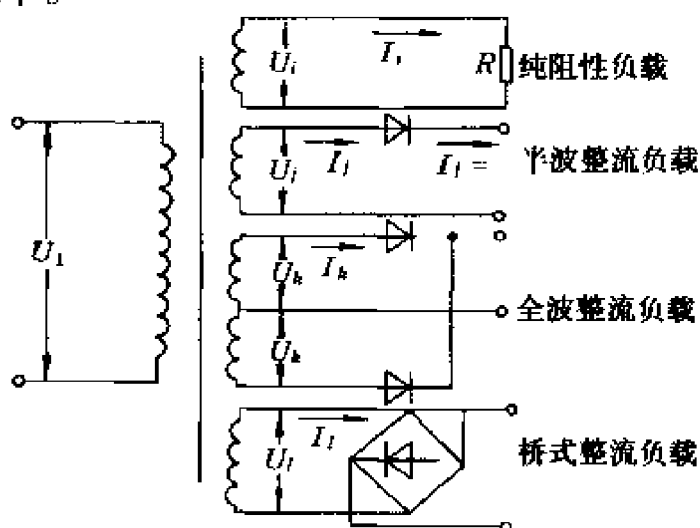 U₁
Uᵢ Iᵢ R 纯阻性负载
Uⱼ Iⱼ Iⱼ= 半波整流负载
Uₖ Iₖ
全波整流负载
Uₖ
Uₗ Iₗ 桥式整流负载